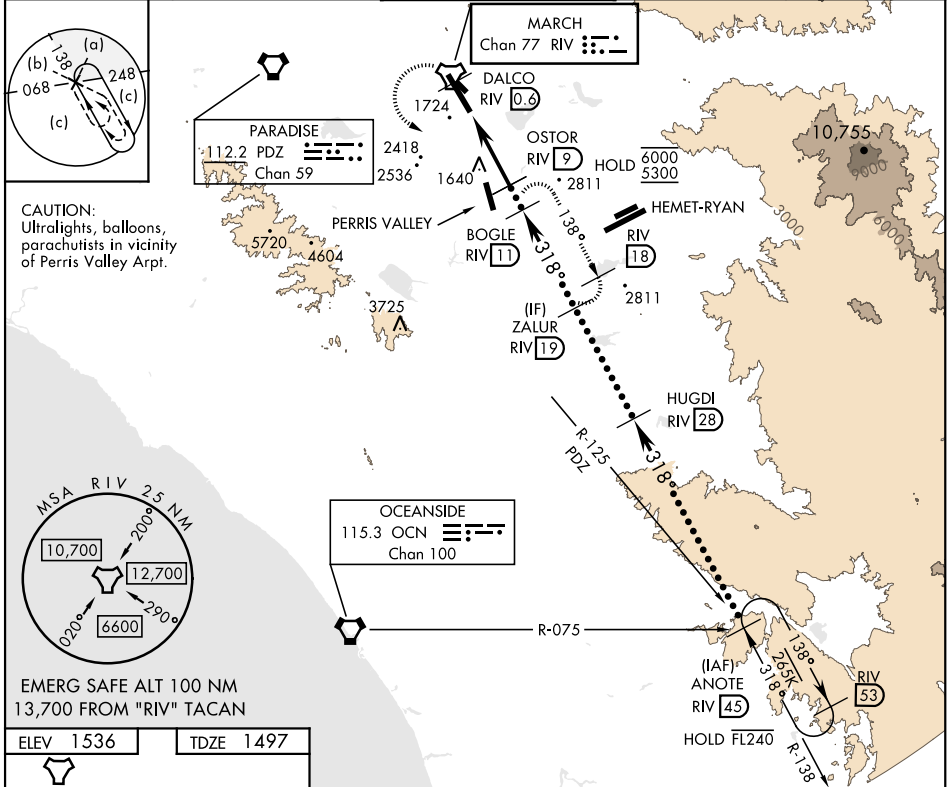 (a)
(b)
138
068
248
(c)
(c)
MARCH
Chan 77 RIV
DALCO
RIV 0.6
1724
PARADISE
112.2 PDZ
Chan 59
2418
2536
1640
OSTOR
RIV 9
HOLD 6000
5300
2811
10,755
9000
6000
3000
CAUTION:
Ultralights, balloons,
parachutists in vicinity
of Perris Valley Arpt.
PERRIS VALLEY
HEMET-RYAN
BOGLE
RIV 11
138°
RIV
18
318°
5720
4604
2811
3725
(IF)
ZALUR
RIV 19
HUGDI
RIV 28
R-125
PDZ
318°
MSA RIV 25 NM
200°
10,700
12,700
6600
020°
290°
OCEANSIDE
115.3 OCN
Chan 100
R-075
138°
265K
318°
(IAF)
ANOTE
RIV 45
RIV
53
HOLD FL240
R-138
EMERG SAFE ALT 100 NM
13,700 FROM "RIV" TACAN
ELEV 1536
TDZE 1497